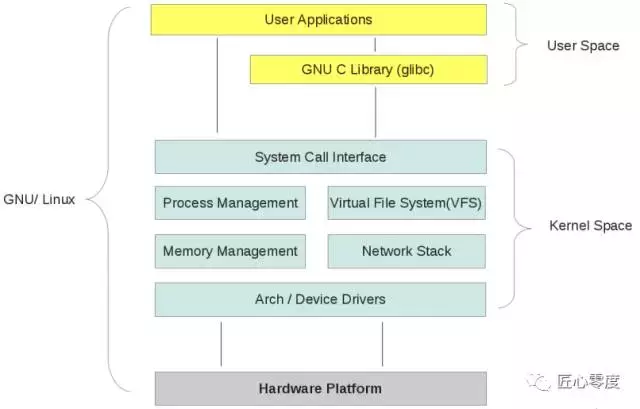 User Applications
User Space
GNU C Library (glibc)
System Call Interface
GNU/ Linux
Process Management
Virtual File System(VFS)
Kernel Space
Memory Management
Network Stack
Arch / Device Drivers
Hardware Platform
匠心零度